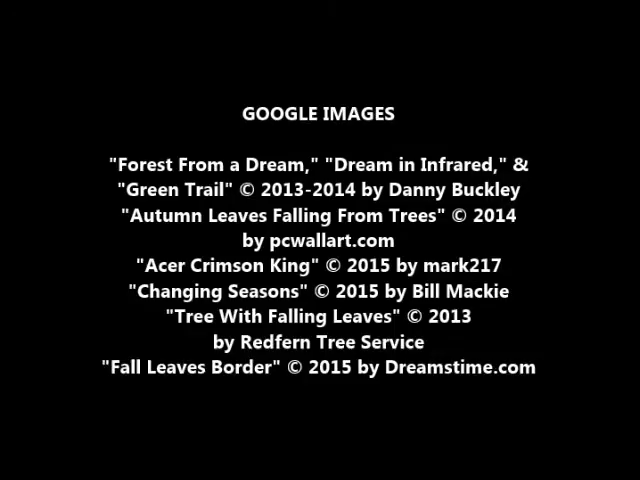 GOOGLE IMAGES
"Forest From a Dream," "Dream in Infrared," &
"Green Trail" © 2013-2014 by Danny Buckley
"Autumn Leaves Falling From Trees" © 2014
by pcwallart.com
"Acer Crimson King" © 2015 by mark217
"Changing Seasons" © 2015 by Bill Mackie
"Tree With Falling Leaves" © 2013
by Redfern Tree Service
"Fall Leaves Border" © 2015 by Dreamstime.com